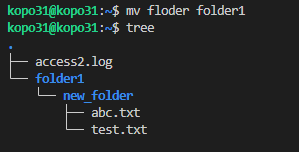 kopo31@kopo31:~$ mv floder folder1
kopo31@kopo31:~$ tree
.
├── access2.log
└── folder1
    └── new_folder
        ├── abc.txt
        └── test.txt